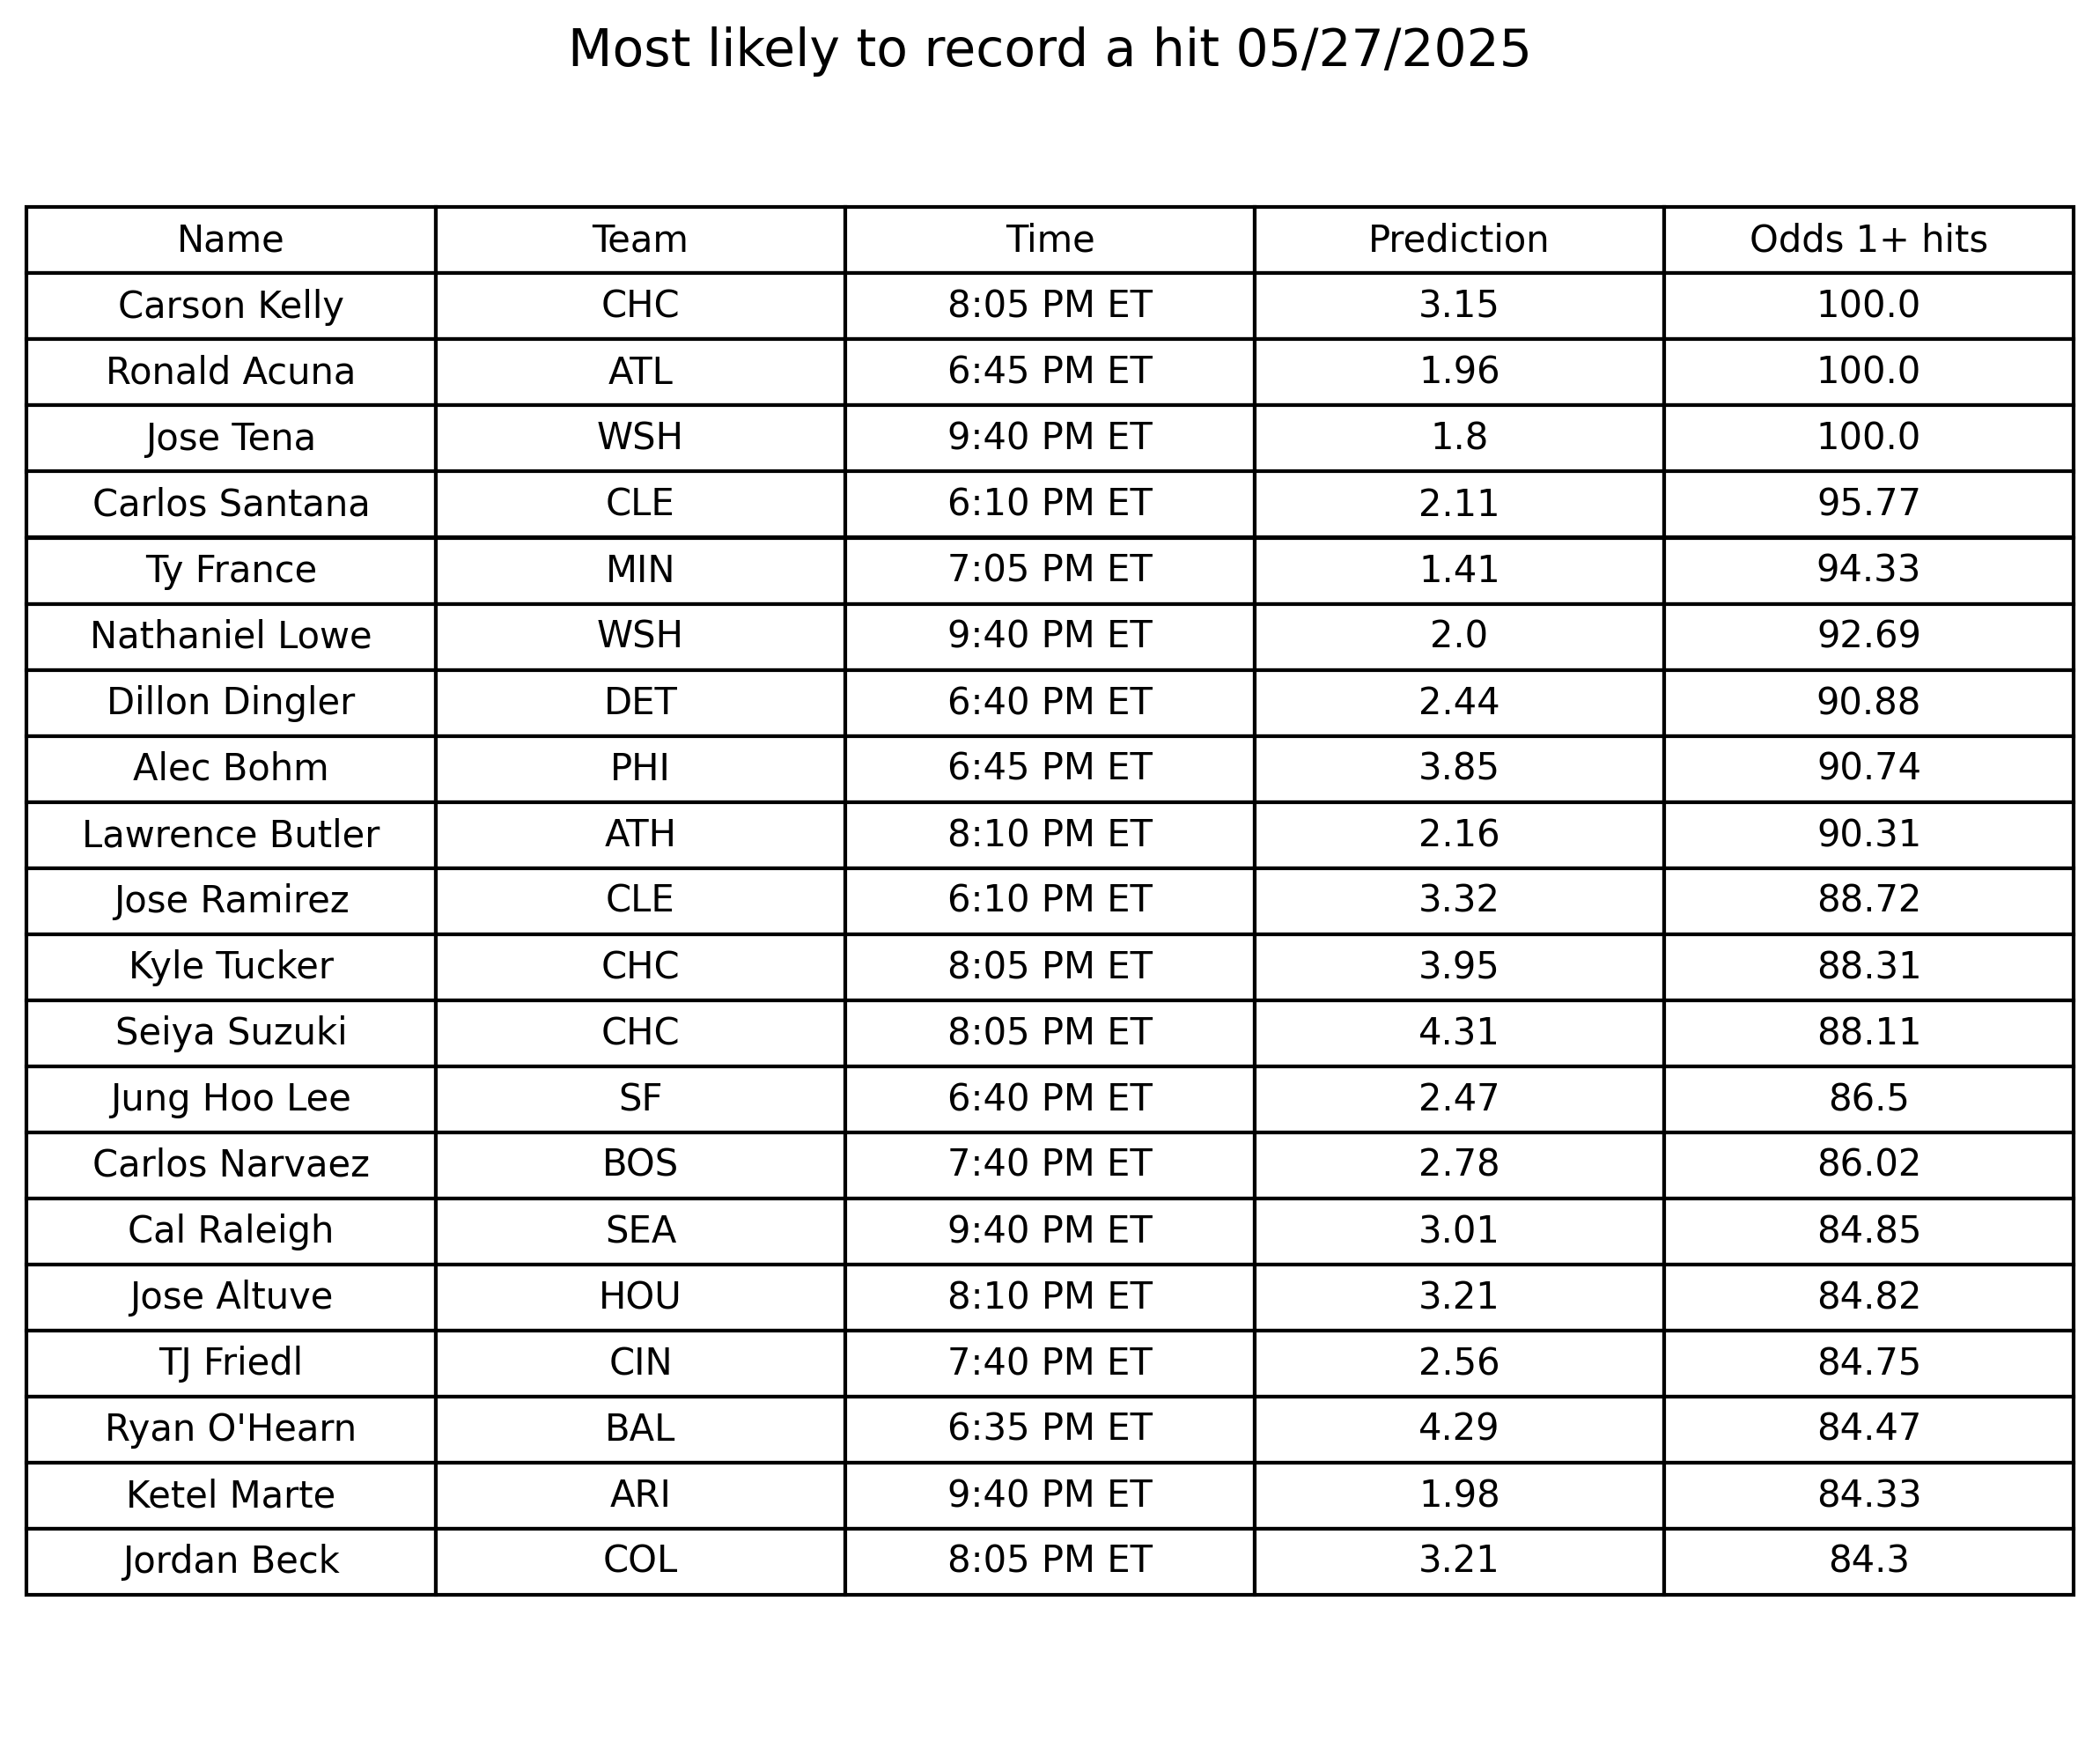 Most likely to record a hit 05/27/2025
Name Team Time Prediction Odds 1+ hits
Carson Kelly CHC 8:05 PM ET 3.15 100.0
Ronald Acuna ATL 6:45 PM ET 1.96 100.0
Jose Tena WSH 9:40 PM ET 1.8 100.0
Carlos Santana CLE 6:10 PM ET 2.11 95.77
Ty France MIN 7:05 PM ET 1.41 94.33
Nathaniel Lowe WSH 9:40 PM ET 2.0 92.69
Dillon Dingler DET 6:40 PM ET 2.44 90.88
Alec Bohm PHI 6:45 PM ET 3.85 90.74
Lawrence Butler ATH 8:10 PM ET 2.16 90.31
Jose Ramirez CLE 6:10 PM ET 3.32 88.72
Kyle Tucker CHC 8:05 PM ET 3.95 88.31
Seiya Suzuki CHC 8:05 PM ET 4.31 88.11
Jung Hoo Lee SF 6:40 PM ET 2.47 86.5
Carlos Narvaez BOS 7:40 PM ET 2.78 86.02
Cal Raleigh SEA 9:40 PM ET 3.01 84.85
Jose Altuve HOU 8:10 PM ET 3.21 84.82
TJ Friedl CIN 7:40 PM ET 2.56 84.75
Ryan O'Hearn BAL 6:35 PM ET 4.29 84.47
Ketel Marte ARI 9:40 PM ET 1.98 84.33
Jordan Beck COL 8:05 PM ET 3.21 84.3